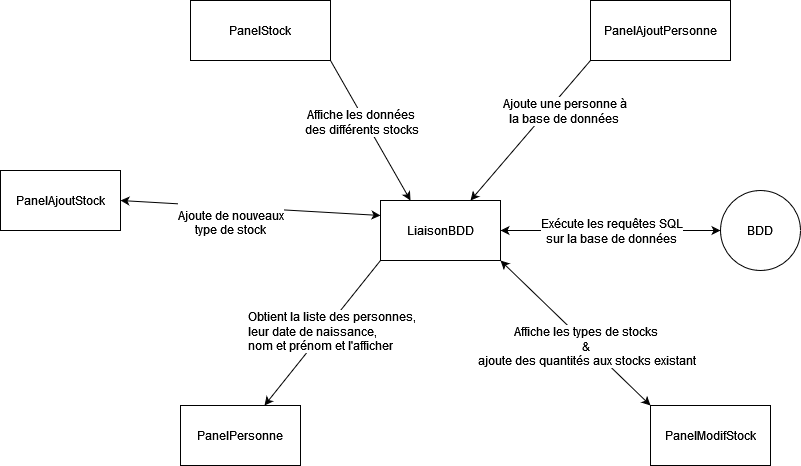 PanelStock
PanelAjoutPersonne
Affiche les données
des différents stocks
Ajoute une personne à
la base de données
PanelAjoutStock
Ajoute de nouveaux
type de stock
LiaisonBDD
Exécute les requêtes SQL
sur la base de données
BDD
Obtient la liste des personnes,
leur date de naissance,
nom et prénom et l'afficher
Affiche les types de stocks
&
ajoute des quantités aux stocks existant
PanelPersonne
PanelModifStock